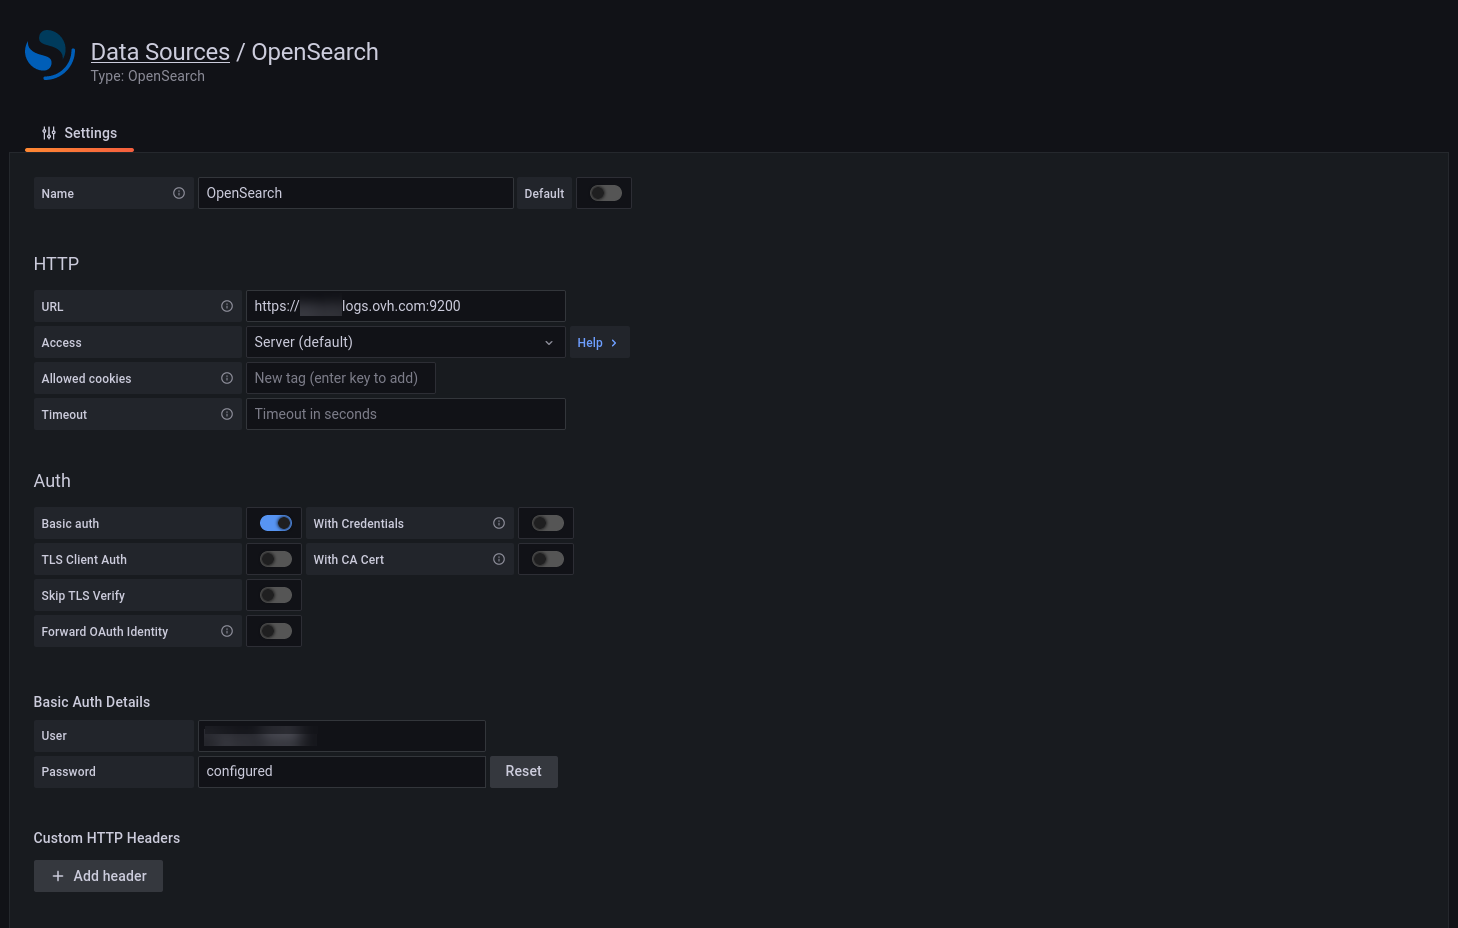 Data Sources / OpenSearch
Type: OpenSearch
Settings
Name OpenSearch Default
HTTP
URL https:// logs.ovh.com:9200
Access Server (default) Help
Allowed cookies New tag (enter key to add)
Timeout Timeout in seconds
Auth
Basic auth With Credentials
TLS Client Auth With CA Cert
Skip TLS Verify
Forward OAuth Identity
Basic Auth Details
User
Password configured Reset
Custom HTTP Headers
Add header